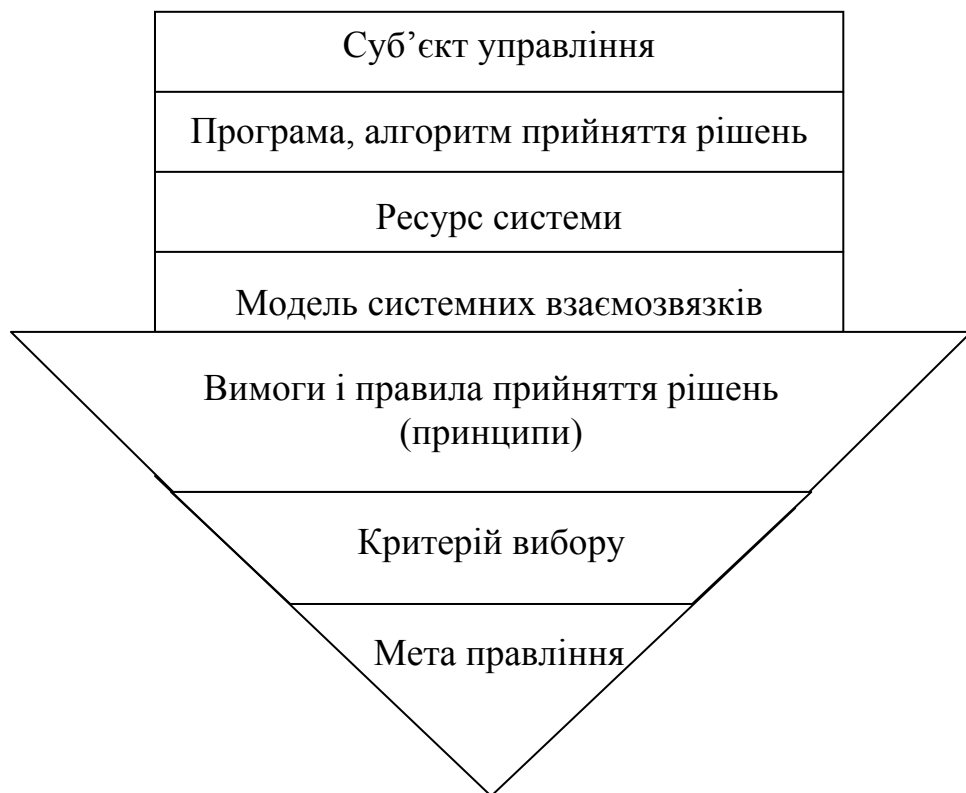 Суб’єкт управління
Програма, алгоритм прийняття рішень
Ресурс системи
Модель системних взаємозвязків
Вимоги і правила прийняття рішень
(принципи)
Критерій вибору
Мета правління